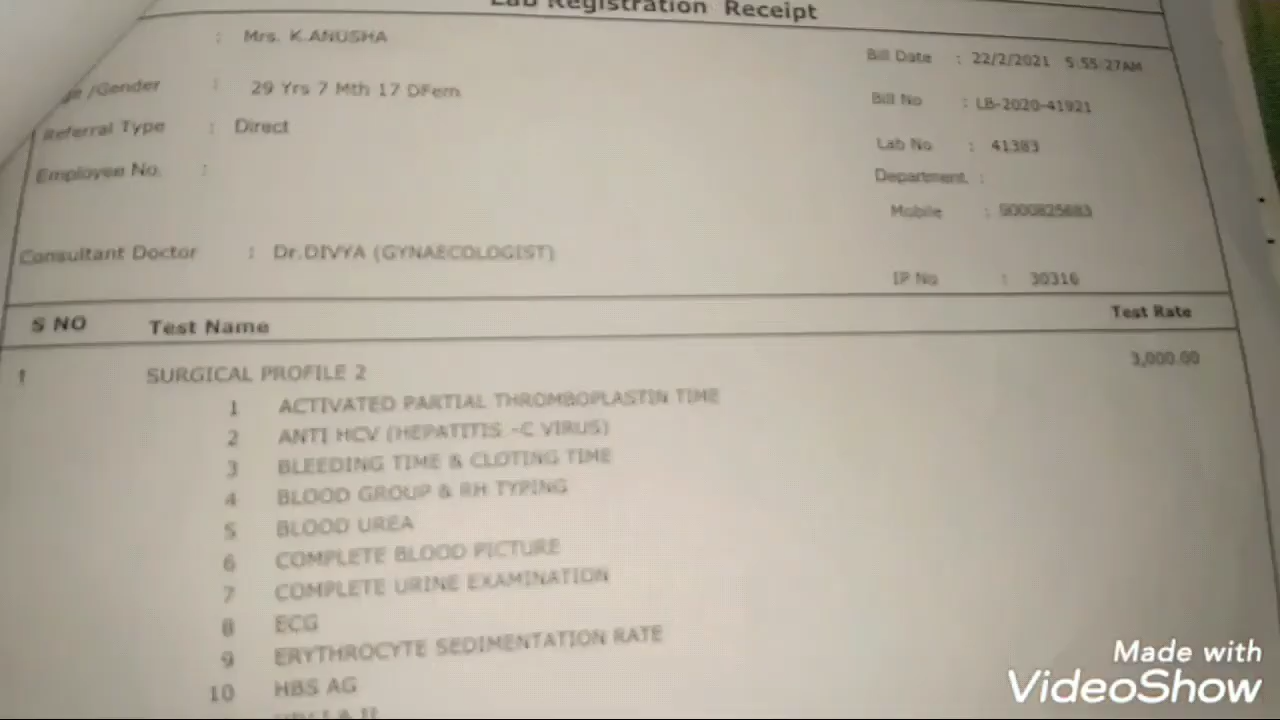 Lab Registration Receipt
: Mrs. K.ANUSHA
Bill Date : 22/2/2021 5:55:27AM
/Gender : 29 Yrs 7 Mth 17 DFem
Bill No : LB-2020-41921
Referral Type : Direct
Lab No : 41383
Employee No. :
Department. :
Mobile : 9000825683
Consultant Doctor : Dr.DIVYA (GYNAECOLOGIST)
IP No : 30316
S NO Test Name Test Rate
1 SURGICAL PROFILE 2 3,000.00
1 ACTIVATED PARTIAL THROMBOPLASTIN TIME
2 ANTI HCV (HEPATITIS -C VIRUS)
3 BLEEDING TIME & CLOTING TIME
4 BLOOD GROUP & RH TYPING
5 BLOOD UREA
6 COMPLETE BLOOD PICTURE
7 COMPLETE URINE EXAMINATION
8 ECG
9 ERYTHROCYTE SEDIMENTATION RATE
10 HBS AG
Made with
VideoShow